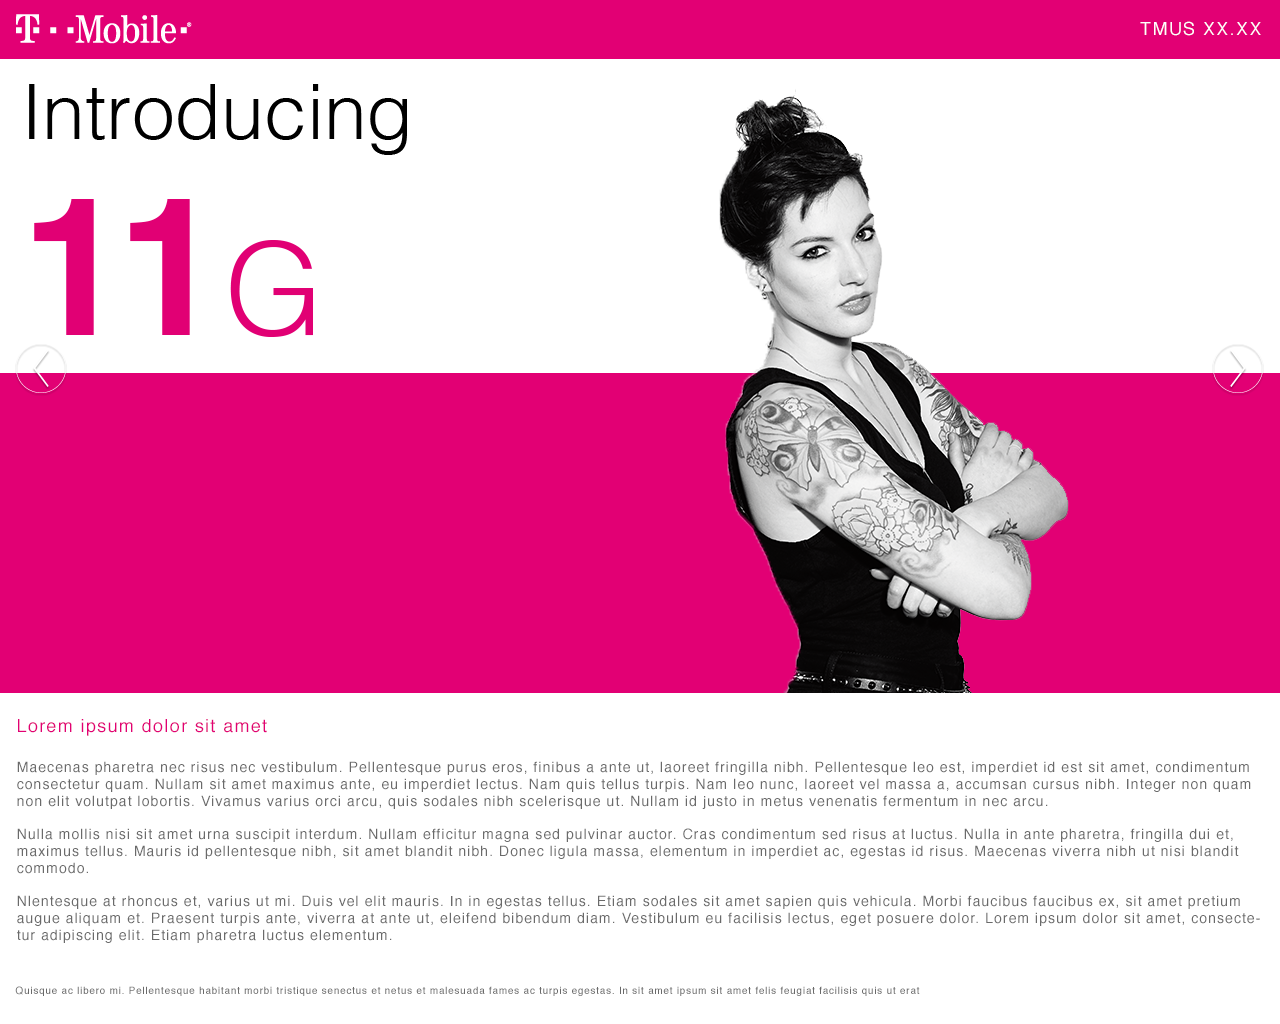 T··Mobile·®
TMUS XX.XX
Introducing
11G
Lorem ipsum dolor sit amet
Maecenas pharetra nec risus nec vestibulum. Pellentesque purus eros, finibus a ante ut, laoreet fringilla nibh. Pellentesque leo est, imperdiet id est sit amet, condimentum
consectetur quam. Nullam sit amet maximus ante, eu imperdiet lectus. Nam quis tellus turpis. Nam leo nunc, laoreet vel massa a, accumsan cursus nibh. Integer non quam
non elit volutpat lobortis. Vivamus varius orci arcu, quis sodales nibh scelerisque ut. Nullam id justo in metus venenatis fermentum in nec arcu.
Nulla mollis nisi sit amet urna suscipit interdum. Nullam efficitur magna sed pulvinar auctor. Cras condimentum sed risus at luctus. Nulla in ante pharetra, fringilla dui et,
maximus tellus. Mauris id pellentesque nibh, sit amet blandit nibh. Donec ligula massa, elementum in imperdiet ac, egestas id risus. Maecenas viverra nibh ut nisi blandit
commodo.
Nlentesque at rhoncus et, varius ut mi. Duis vel elit mauris. In in egestas tellus. Etiam sodales sit amet sapien quis vehicula. Morbi faucibus faucibus ex, sit amet pretium
augue aliquam et. Praesent turpis ante, viverra at ante ut, eleifend bibendum diam. Vestibulum eu facilisis lectus, eget posuere dolor. Lorem ipsum dolor sit amet, consecte-
tur adipiscing elit. Etiam pharetra luctus elementum.
Quisque ac libero mi. Pellentesque habitant morbi tristique senectus et netus et malesuada fames ac turpis egestas. In sit amet ipsum sit amet felis feugiat facilisis quis ut erat